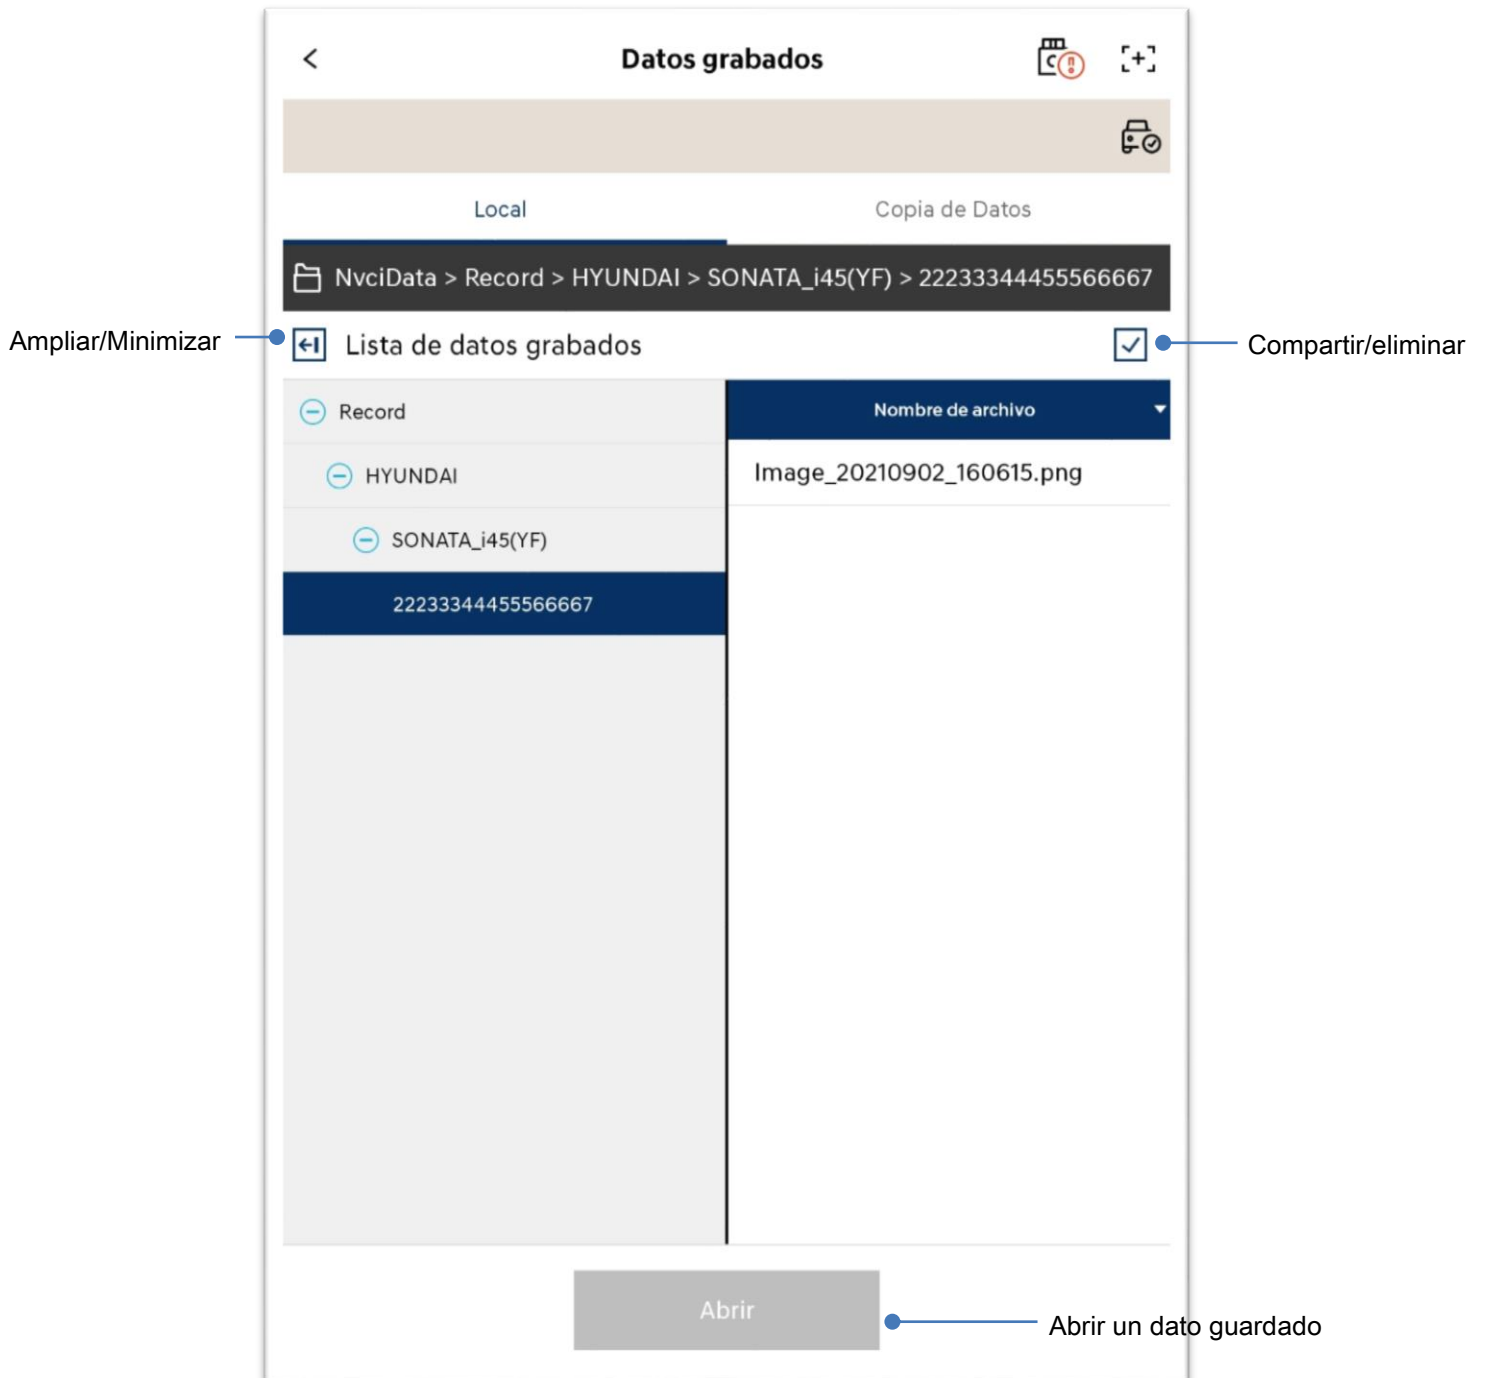 Datos grabados
Local
Copia de Datos
NvciData > Record > HYUNDAI > SONATA_i45(YF) > 22233344455566667
Ampliar/Minimizar
Lista de datos grabados
Compartir/eliminar
Record
Nombre de archivo
HYUNDAI
Image_20210902_160615.png
SONATA_i45(YF)
22233344455566667
Abrir
Abrir un dato guardado